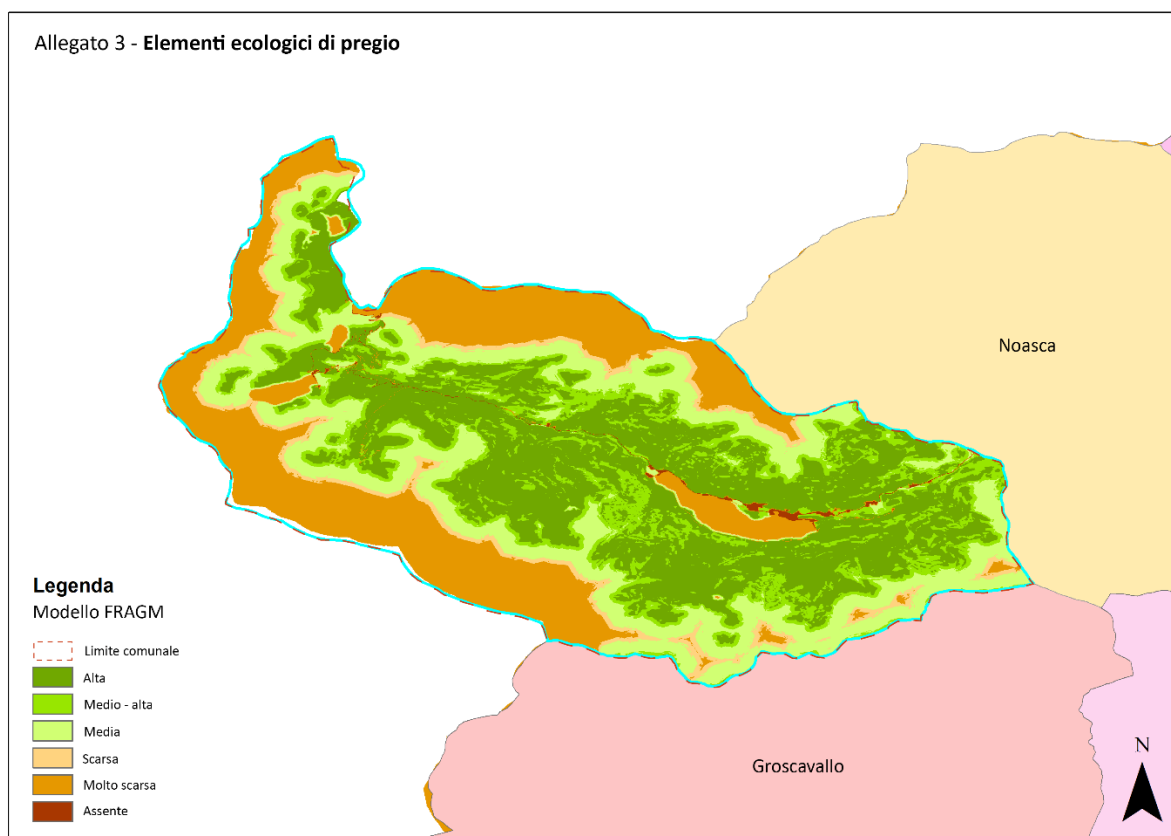 Allegato 3 - Elementi ecologici di pregio
Noasca
Legenda
Modello FRAGM
Limite comunale
Alta
Medio - alta
Media
Scarsa
Molto scarsa
Assente
Groscavallo
N